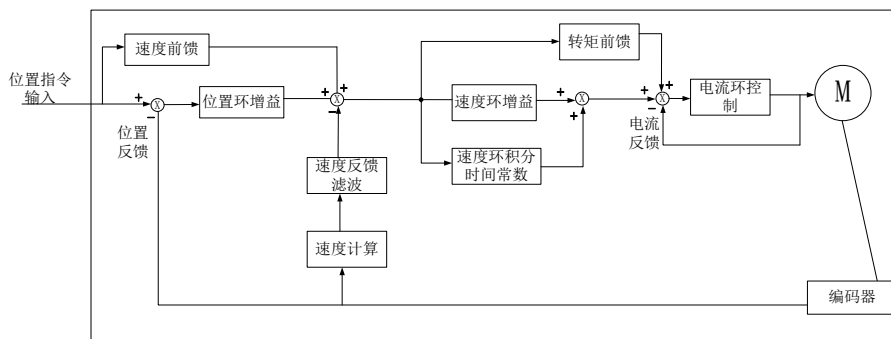 速度前馈
转矩前馈
位置指令
输入
+
−
X
位置环增益
+
+
−
X
速度环增益
+
+
X
+
−
+
X
电流环控
制
M
位置
反馈
电流
反馈
速度反馈
滤波
速度环积分
时间常数
速度计算
编码器